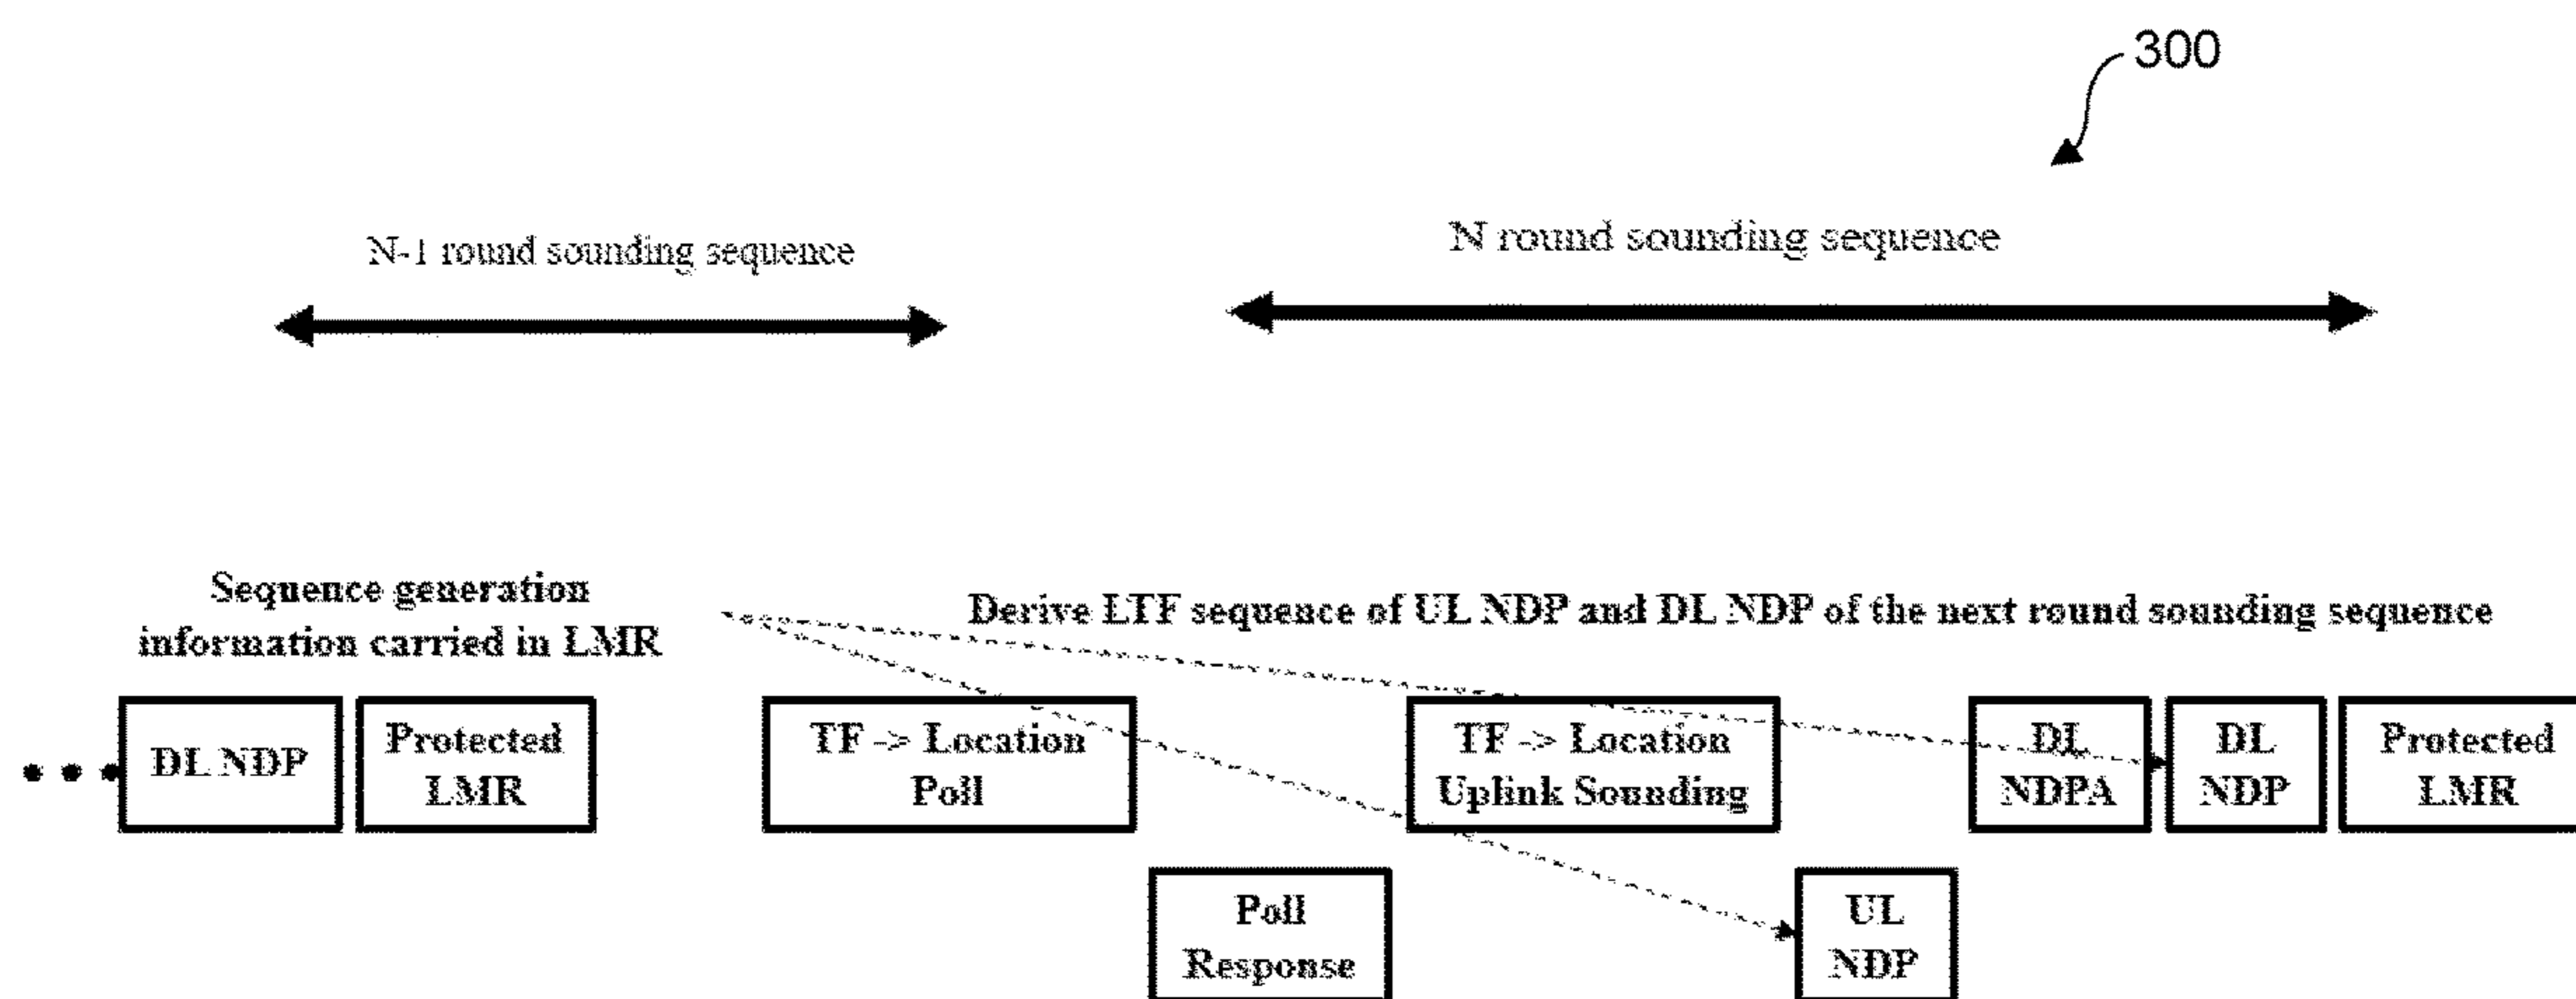 300
N-1 round sounding sequence
N round sounding sequence
Sequence generation
information carried in LMR
Derive LTF sequence of UL NDP and DL NDP of the next round sounding sequence
DL NDP
Protected
LMR
TF -> Location
Poll
TF -> Location
Uplink Sounding
DL
NDPA
DL
NDP
Protected
LMR
Poll
Response
UL
NDP